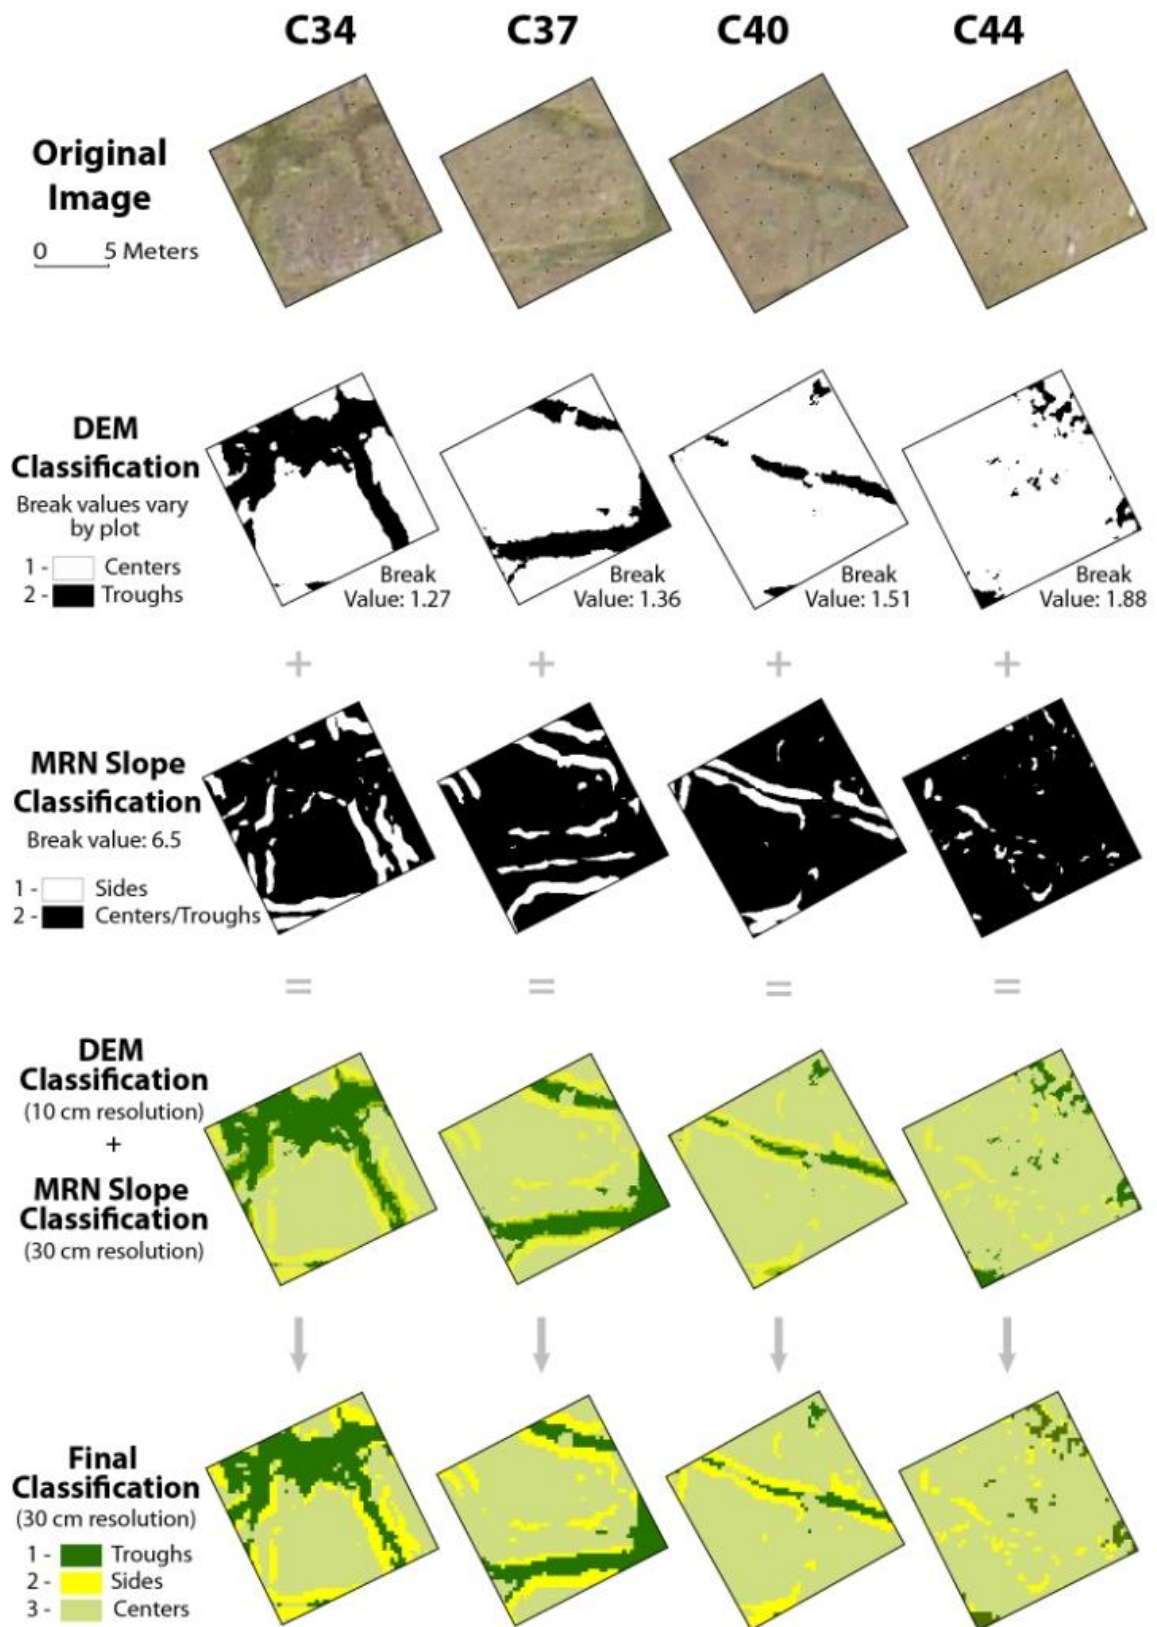 C34 C37 C40 C44
Original
Image
0 5 Meters
DEM
Classification
Break values vary
by plot
1 - Centers
2 - Troughs
Break
Value: 1.27
Break
Value: 1.36
Break
Value: 1.51
Break
Value: 1.88
+ + + +
MRN Slope
Classification
Break value: 6.5
1 - Sides
2 - Centers/Troughs
= = = =
DEM
Classification
(10 cm resolution)
+
MRN Slope
Classification
(30 cm resolution)
Final
Classification
(30 cm resolution)
1 - Troughs
2 - Sides
3 - Centers